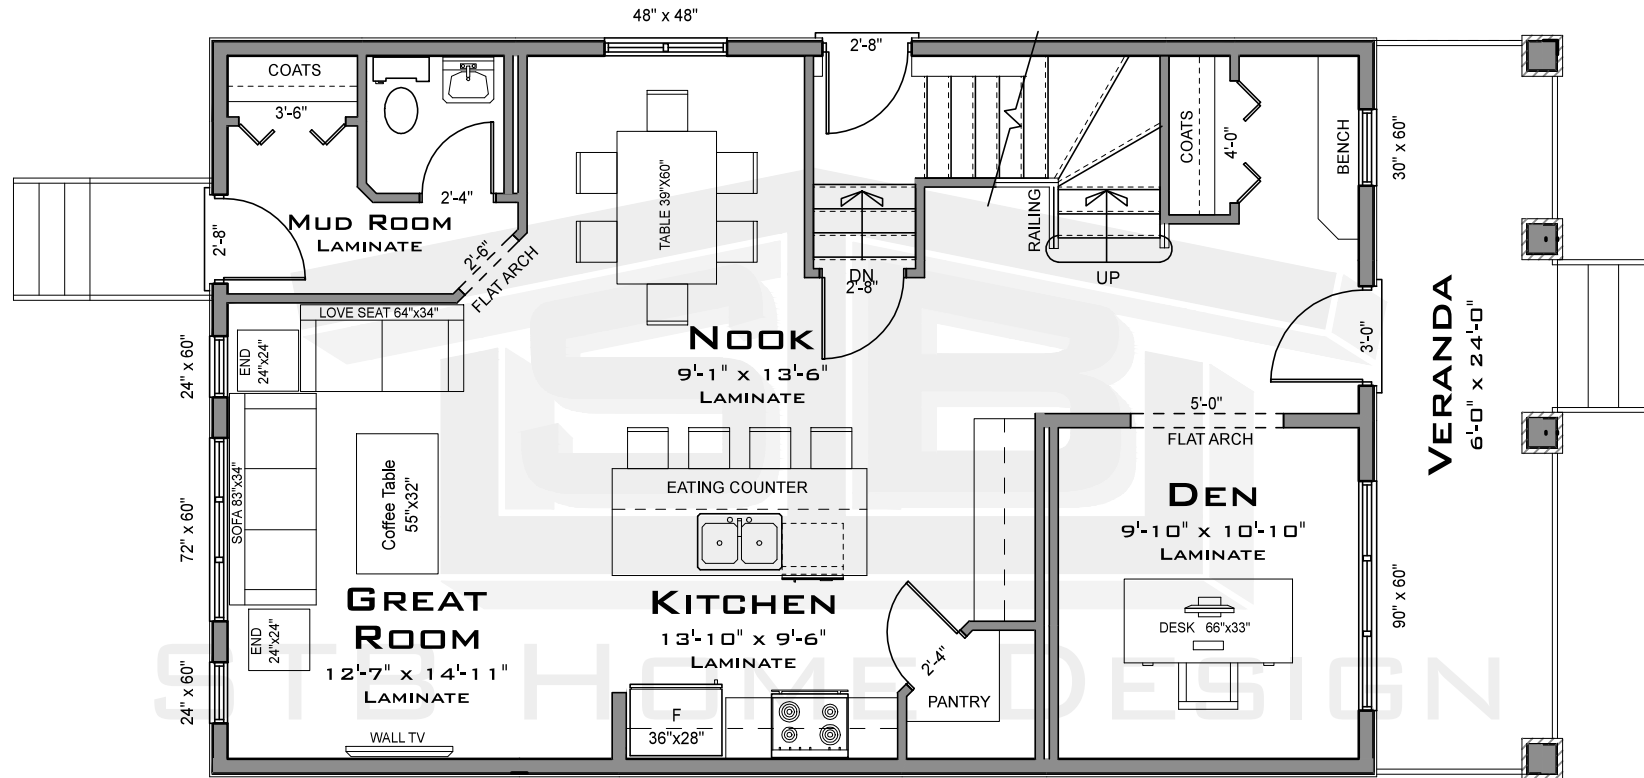 48" x 48"
2'-8"
COATS
3'-6"
2'-4"
MUD ROOM
LAMINATE
2'-8"
2'-6"
FLAT ARCH
TABLE 39"X60"
DN
2'-8"
RAILING
UP
COATS
4'-0"
BENCH
30" x 60"
LOVE SEAT 64"x34"
END
24"x24"
24" x 60"
NOOK
9'-1" x 13'-6"
LAMINATE
3'-0"
VERANDA
6'-0" x 24'-0"
5'-0"
FLAT ARCH
SOFA 83"x34"
72" x 60"
Coffee Table
55"x32"
EATING COUNTER
DEN
9'-10" x 10'-10"
LAMINATE
90" x 60"
GREAT
ROOM
12'-7" x 14'-11"
LAMINATE
KITCHEN
13'-10" x 9'-6"
LAMINATE
END
24"x24"
24" x 60"
DESK 66"x33"
2'-4"
PANTRY
F
36"x28"
WALL TV
STB HOME DESIGN